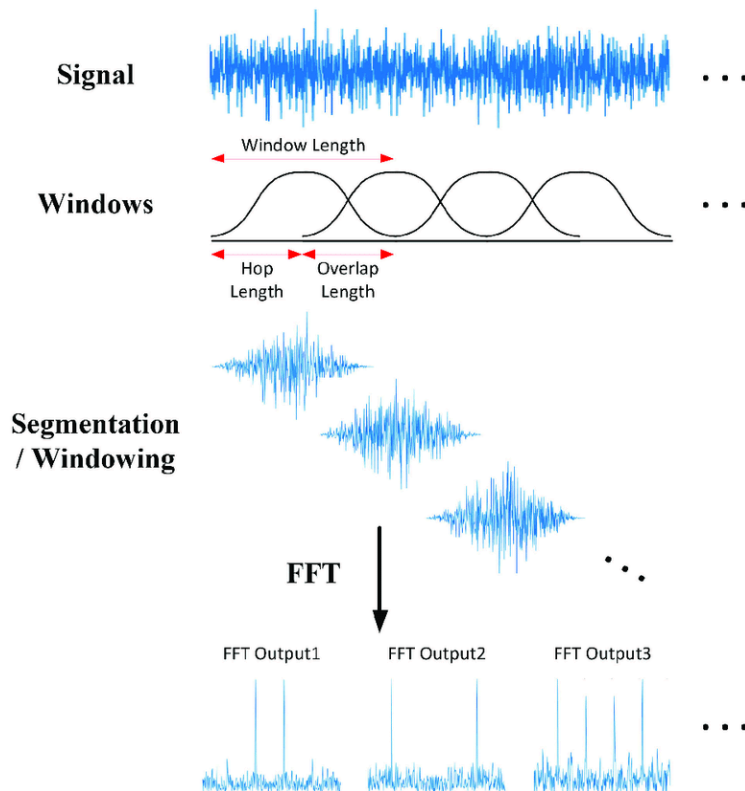 Signal
Window Length
Windows
Hop
Length
Overlap
Length
Segmentation
/ Windowing
FFT
FFT Output1
FFT Output2
FFT Output3